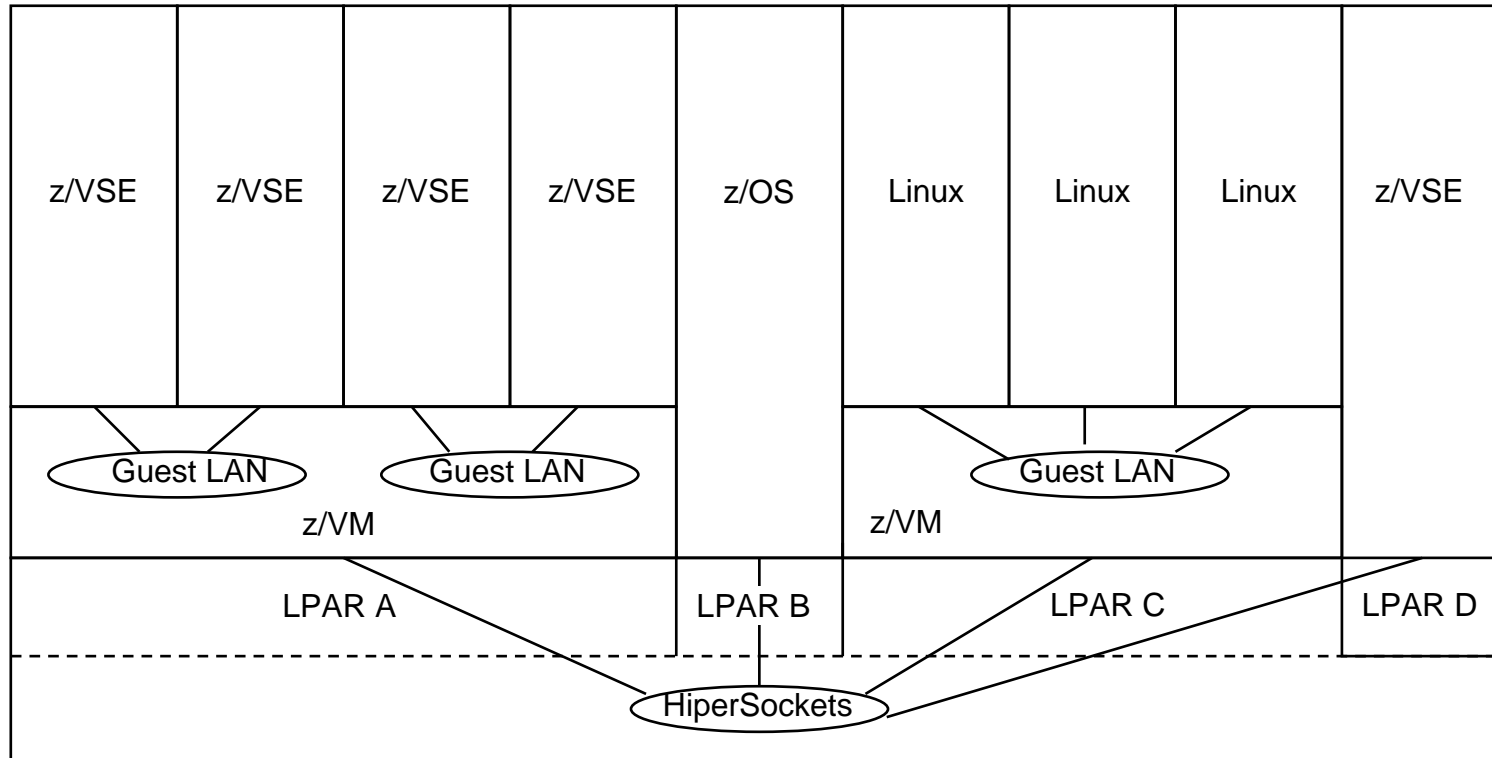 z/VSE
z/VSE
z/VSE
z/VSE
z/OS
Linux
Linux
Linux
z/VSE
Guest LAN
Guest LAN
Guest LAN
z/VM
z/VM
LPAR A
LPAR B
LPAR C
LPAR D
HiperSockets